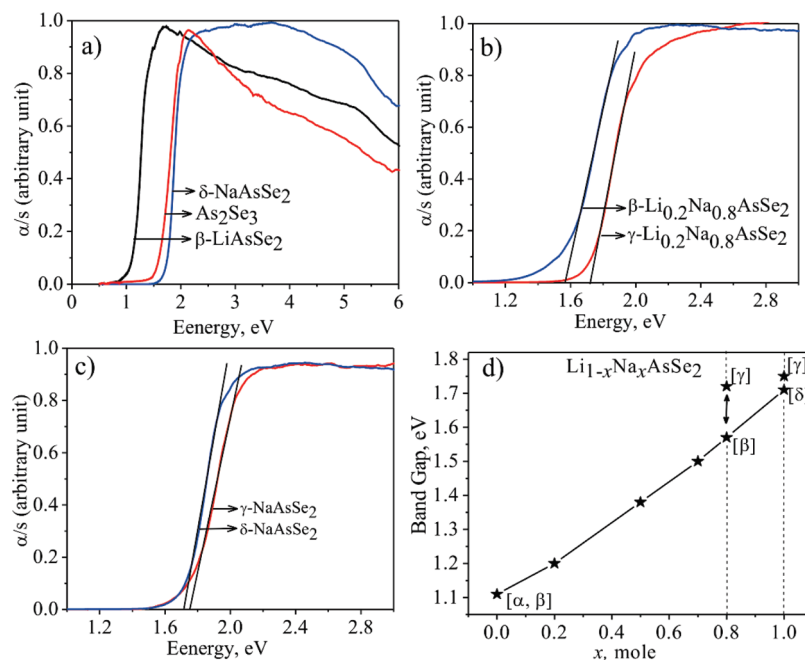 a)
α/s (arbitrary unit)
1.0
0.8
0.6
0.4
0.2
0.0
δ-NaAsSe2
As2Se3
β-LiAsSe2
0 1 2 3 4 5 6
Eenergy, eV
b)
α/s (arbitrary unit)
1.0
0.8
0.6
0.4
0.2
0.0
β-Li0.2Na0.8AsSe2
γ-Li0.2Na0.8AsSe2
1.2 1.6 2.0 2.4 2.8
Energy, eV
c)
α/s (arbitrary unit)
1.0
0.8
0.6
0.4
0.2
0.0
γ-NaAsSe2
δ-NaAsSe2
1.2 1.6 2.0 2.4 2.8
Eenergy, eV
d)
Li1-xNaxAsSe2
Band Gap, eV
1.8
1.7
1.6
1.5
1.4
1.3
1.2
1.1
[γ]
[γ]
[δ]
[β]
[α, β]
0.0 0.2 0.4 0.6 0.8 1.0
x, mole